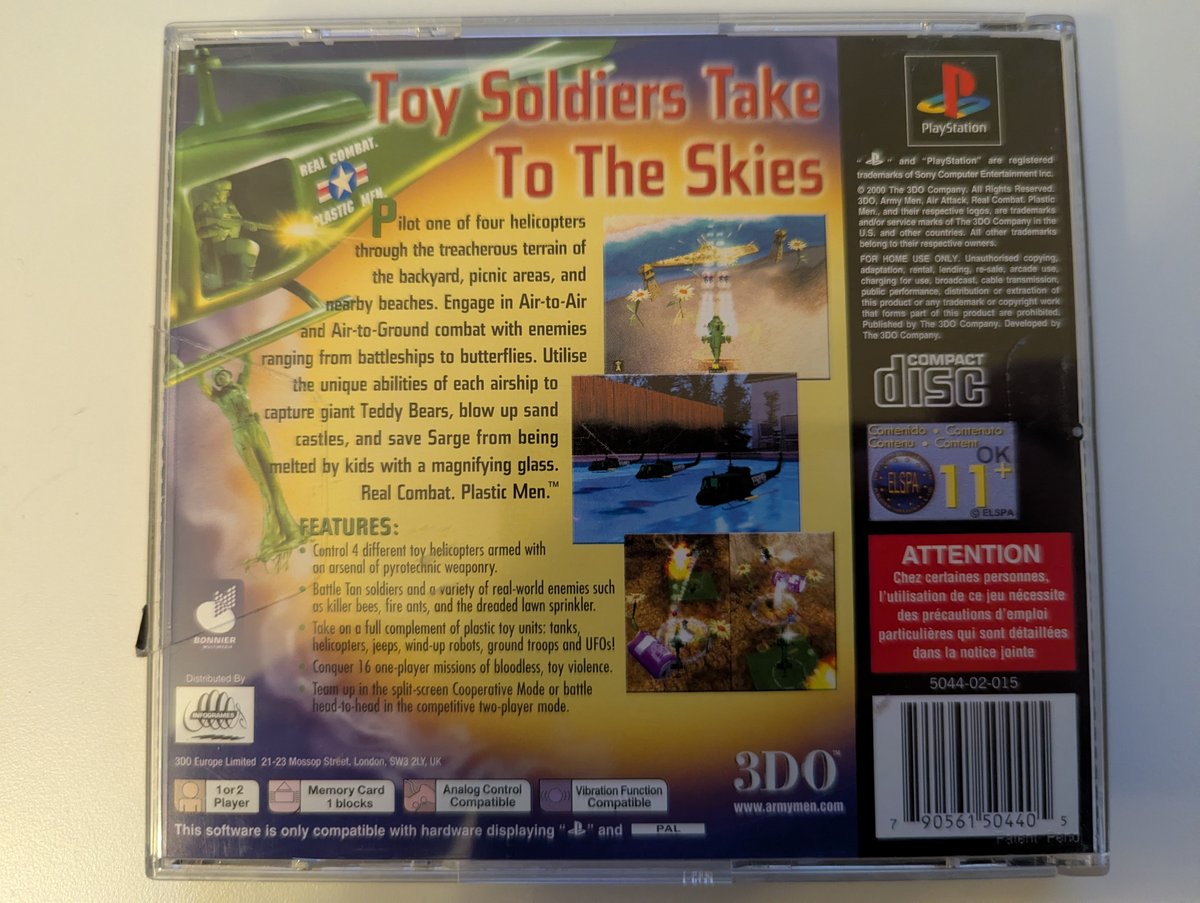 Toy Soldiers Take
To The Skies
REAL COMBAT.
PLASTIC MEN.
Pilot one of four helicopters
through the treacherous terrain of
the backyard, picnic areas, and
nearby beaches. Engage in Air-to-Air
and Air-to-Ground combat with enemies
ranging from battleships to butterflies. Utilise
the unique abilities of each airship to
capture giant Teddy Bears, blow up sand
castles, and save Sarge from being
melted by kids with a magnifying glass.
Real Combat. Plastic Men.™
FEATURES:
• Control 4 different toy helicopters armed with
an arsenal of pyrotechnic weaponry.
• Battle Tan soldiers and a variety of real-world enemies such
as killer bees, fire ants, and the dreaded lawn sprinkler.
• Take on a full complement of plastic toy units: tanks,
helicopters, jeeps, wind-up robots, ground troops and UFOs!
• Conquer 16 one-player missions of bloodless, toy violence.
• Team up in the split-screen Cooperative Mode or battle
head-to-head in the competitive two-player mode.
BONNIER
MULTIMEDIA
Distributed By
INFOGRAMES
3DO Europe Limited 21-23 Mossop Street, London, SW3 2LY, UK
3DO™
www.armymen.com
1 or 2
Player
Memory Card
1 blocks
Analog Control
Compatible
Vibration Function
Compatible
This software is only compatible with hardware displaying " " and PAL
PlayStation
" " and "PlayStation" are registered
trademarks of Sony Computer Entertainment Inc.
© 2000 The 3DO Company. All Rights Reserved.
3DO, Army Men, Air Attack, Real Combat. Plastic
Men., and their respective logos, are trademarks
and/or service marks of The 3DO Company in the
U.S. and other countries. All other trademarks
belong to their respective owners.
FOR HOME USE ONLY. Unauthorised copying,
adaptation, rental, lending, re-sale, arcade use,
charging for use, broadcast, cable transmission,
public performance, distribution or extraction of
this product or any trademark or copyright work
that forms part of this product are prohibited.
Published by The 3DO Company. Developed by
The 3DO Company.
COMPACT
disc
Contenido • Contenuto
Contenu • Content
ELSPA
OK
11+
© ELSPA
ATTENTION
Chez certaines personnes,
l'utilisation de ce jeu nécessite
des précautions d'emploi
particulières qui sont détaillées
dans la notice jointe
5044-02-015
7 90561 50440 5
Patent Pend